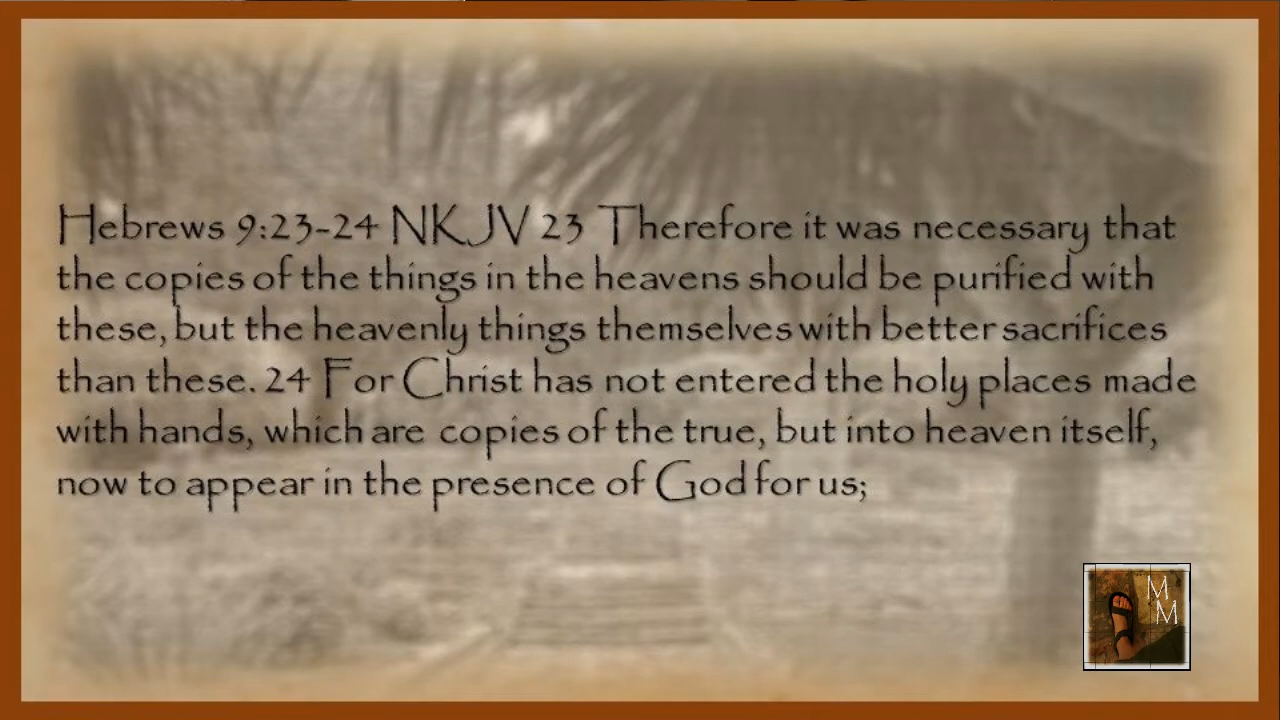 Hebrews 9:23-24 NKJV 23 Therefore it was necessary that
the copies of the things in the heavens should be purified with
these, but the heavenly things themselves with better sacrifices
than these. 24 For Christ has not entered the holy places made
with hands, which are copies of the true, but into heaven itself,
now to appear in the presence of God for us;
M
M